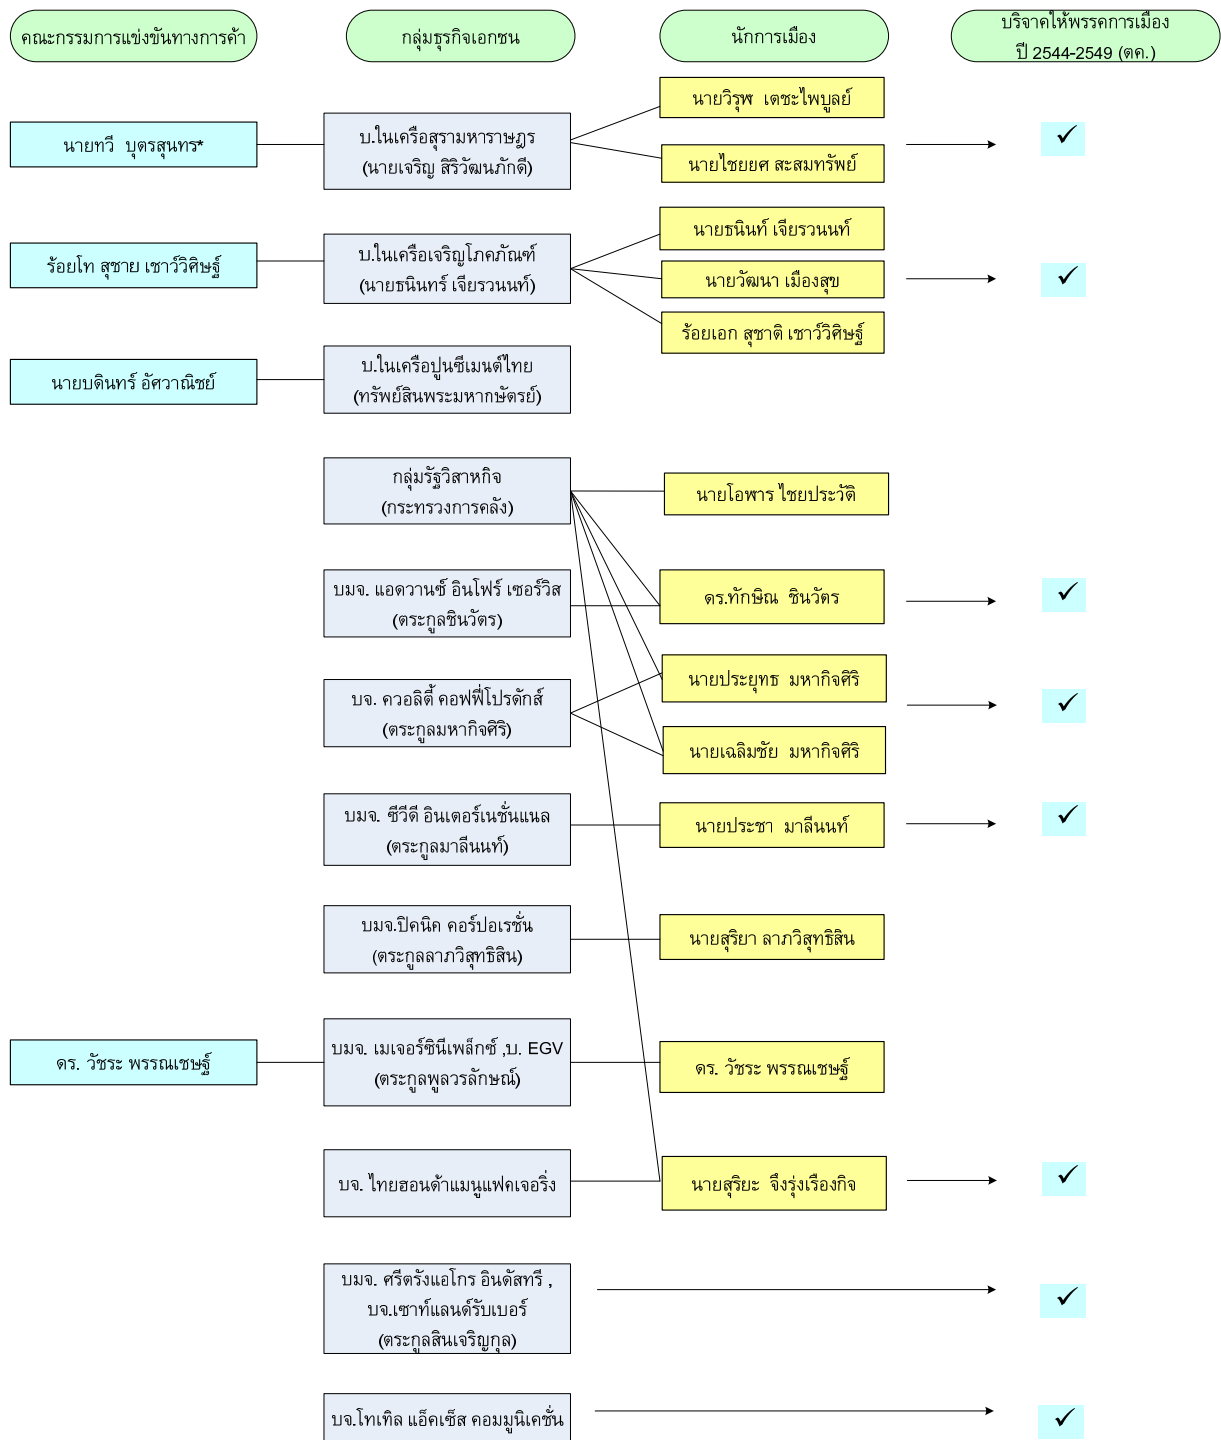 คณะกรรมการแข่งขันทางการค้า
กลุ่มธุรกิจเอกชน
นักการเมือง
บริจาคให้พรรคการเมือง
ปี 2544-2549 (ตค.)
นายทวี บุตรสุนทร*
บ.ในเครือสุรามหาราษฎร
(นายเจริญ สิริวัฒนภักดี)
นายวิรุฬ เตชะไพบูลย์
นายไชยยศ สะสมทรัพย์
✓
ร้อยโท สุชาย เชาว์วิศิษฐ์
บ.ในเครือเจริญโภคภัณฑ์
(นายธนินทร์ เจียรวนนท์)
นายธนินท์ เจียรวนนท์
นายวัฒนา เมืองสุข
ร้อยเอก สุชาติ เชาว์วิศิษฐ์
✓
นายบดินทร์ อัศวาณิชย์
บ.ในเครือปูนซีเมนต์ไทย
(ทรัพย์สินพระมหากษัตรย์)
กลุ่มรัฐวิสาหกิจ
(กระทรวงการคลัง)
นายโอฬาร ไชยประวัติ
บมจ. แอดวานซ์ อินโฟร์ เซอร์วิส
(ตระกูลชินวัตร)
ดร.ทักษิณ ชินวัตร
✓
บจ. ควอลิตี้ คอฟฟี่โปรดักส์
(ตระกูลมหากิจศิริ)
นายประยุทธ มหากิจศิริ
นายเฉลิมชัย มหากิจศิริ
✓
บมจ. ซีวีดี อินเตอร์เนชั่นแนล
(ตระกูลมาลีนนท์)
นายประชา มาลีนนท์
✓
บมจ.ปิคนิค คอร์ปอเรชั่น
(ตระกูลลาภวิสุทธิสิน)
นายสุริยา ลาภวิสุทธิสิน
ดร. วัชระ พรรณเชษฐ์
บมจ. เมเจอร์ซินีเพล็กซ์ ,บ. EGV
(ตระกูลพูลวรลักษณ์)
ดร. วัชระ พรรณเชษฐ์
บจ. ไทยฮอนด้าแมนูแฟคเจอริ่ง
นายสุริยะ จึงรุ่งเรืองกิจ
✓
บมจ. ศรีตรังแอโกร อินดัสทรี ,
บจ.เซาท์แลนด์รับเบอร์
(ตระกูลสินเจริญกุล)
✓
บจ.โทเทิล แอ็คเซ็ส คอมมูนิเคชั่น
✓